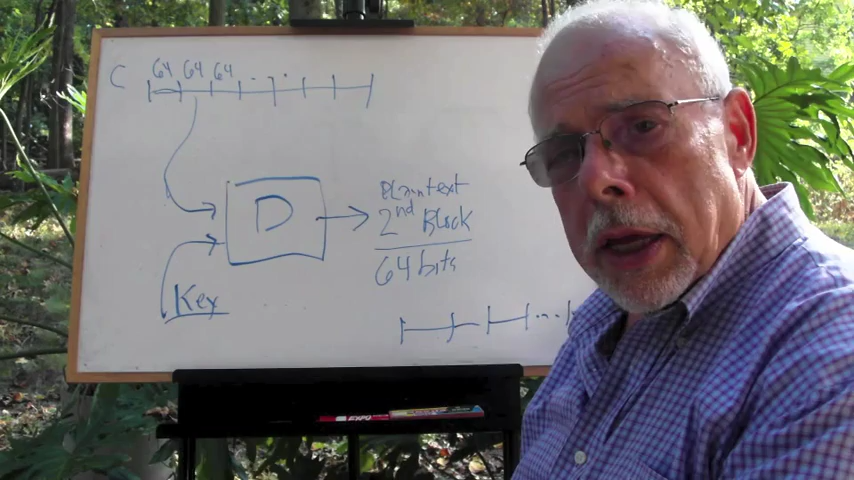 C 64 64 64 ...
D
Plaintext
2nd Block
64 bits
Key
...
EXPO